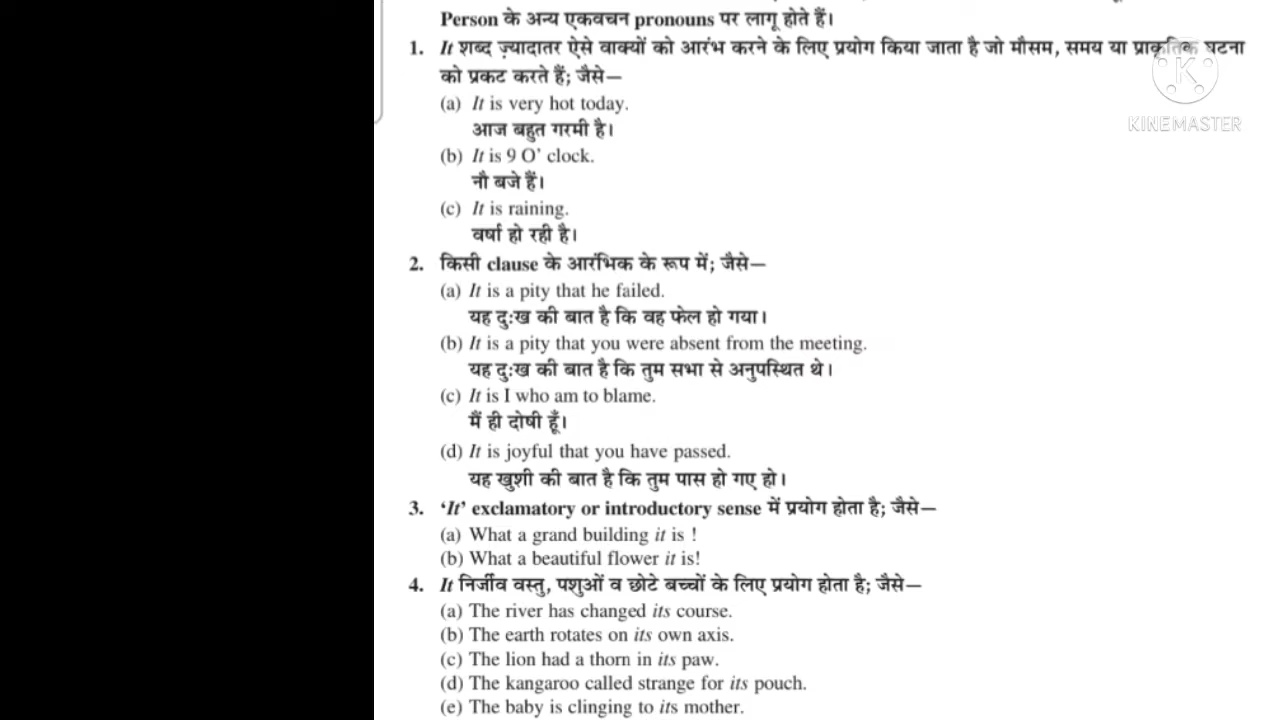 Person के अन्य एकवचन pronouns पर लागू होते हैं।
1. It शब्द ज़्यादातर ऐसे वाक्यों को आरंभ करने के लिए प्रयोग किया जाता है जो मौसम, समय या प्राकृतिक घटना
को प्रकट करते हैं; जैसे—
(a) It is very hot today.
आज बहुत गरमी है।
(b) It is 9 O' clock.
नौ बजे हैं।
(c) It is raining.
वर्षा हो रही है।
2. किसी clause के आरंभिक के रूप में; जैसे—
(a) It is a pity that he failed.
यह दुःख की बात है कि वह फेल हो गया।
(b) It is a pity that you were absent from the meeting.
यह दुःख की बात है कि तुम सभा से अनुपस्थित थे।
(c) It is I who am to blame.
मैं ही दोषी हूँ।
(d) It is joyful that you have passed.
यह खुशी की बात है कि तुम पास हो गए हो।
3. 'It' exclamatory or introductory sense में प्रयोग होता है; जैसे—
(a) What a grand building it is !
(b) What a beautiful flower it is!
4. It निर्जीव वस्तु, पशुओं व छोटे बच्चों के लिए प्रयोग होता है; जैसे—
(a) The river has changed its course.
(b) The earth rotates on its own axis.
(c) The lion had a thorn in its paw.
(d) The kangaroo called strange for its pouch.
(e) The baby is clinging to its mother.
K
KINEMASTER